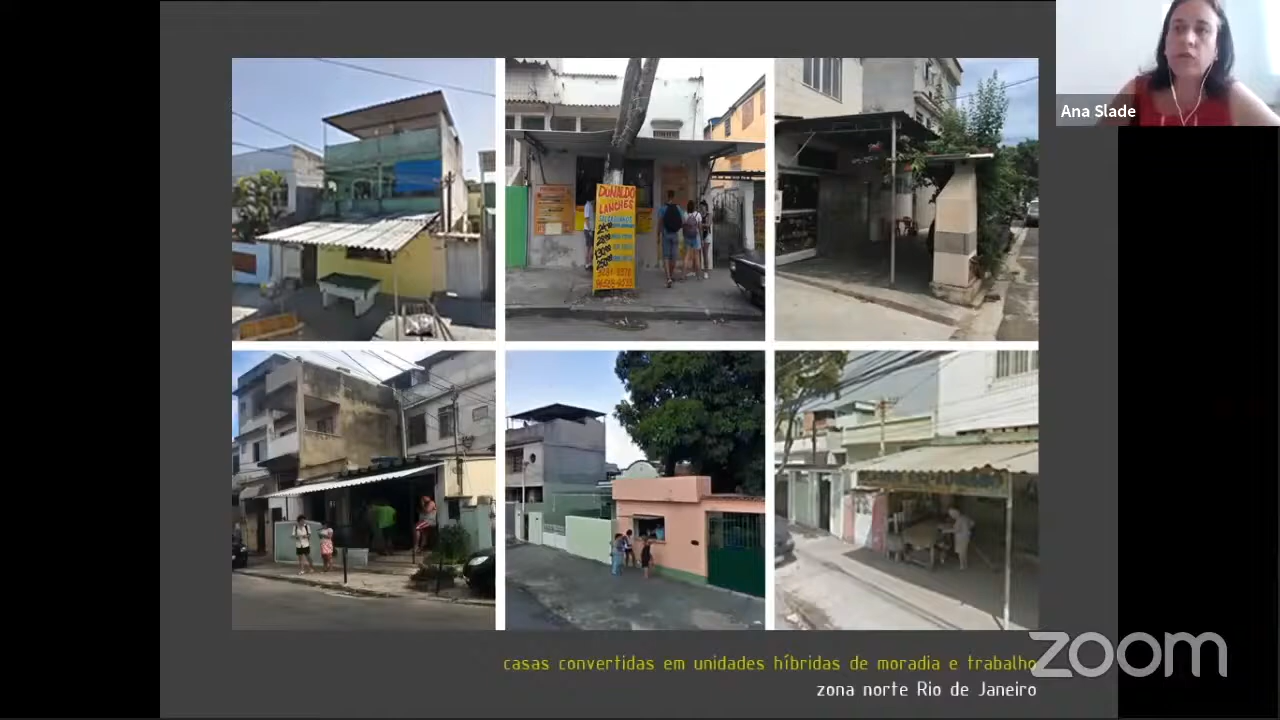 Ana Slade
DONALDO
LANCHES
casas convertidas em unidades híbridas de moradia e trabalho
zona norte Rio de Janeiro
zoom